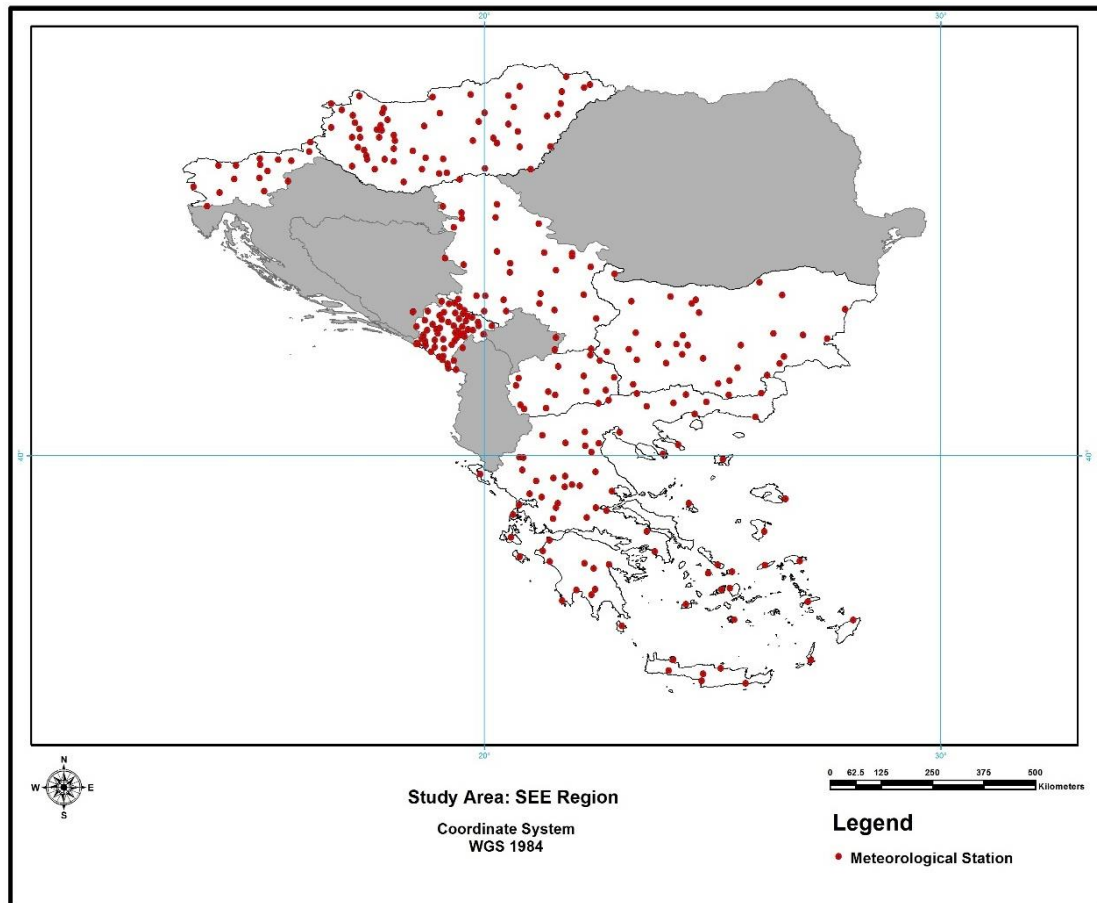 20°
30°
40°
40°
20°
30°
N
W
E
S
Study Area: SEE Region
Coordinate System
WGS 1984
0 62.5 125 250 375 500
Kilometers
Legend
Meteorological Station